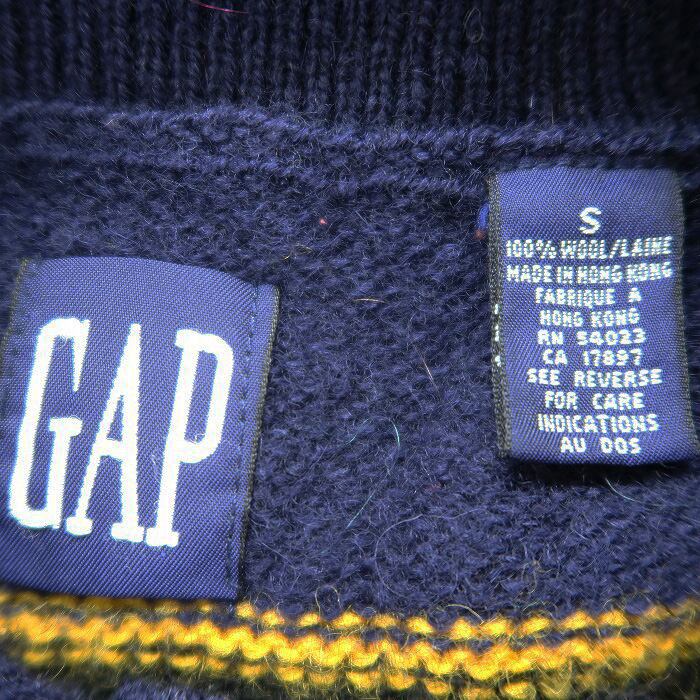 GAP
S
100% WOOL/LAINE
MADE IN HONG KONG
FABRIQUE A
HONG KONG
RN 54023
CA 17897
SEE REVERSE
FOR CARE
INDICATIONS
AU DOS